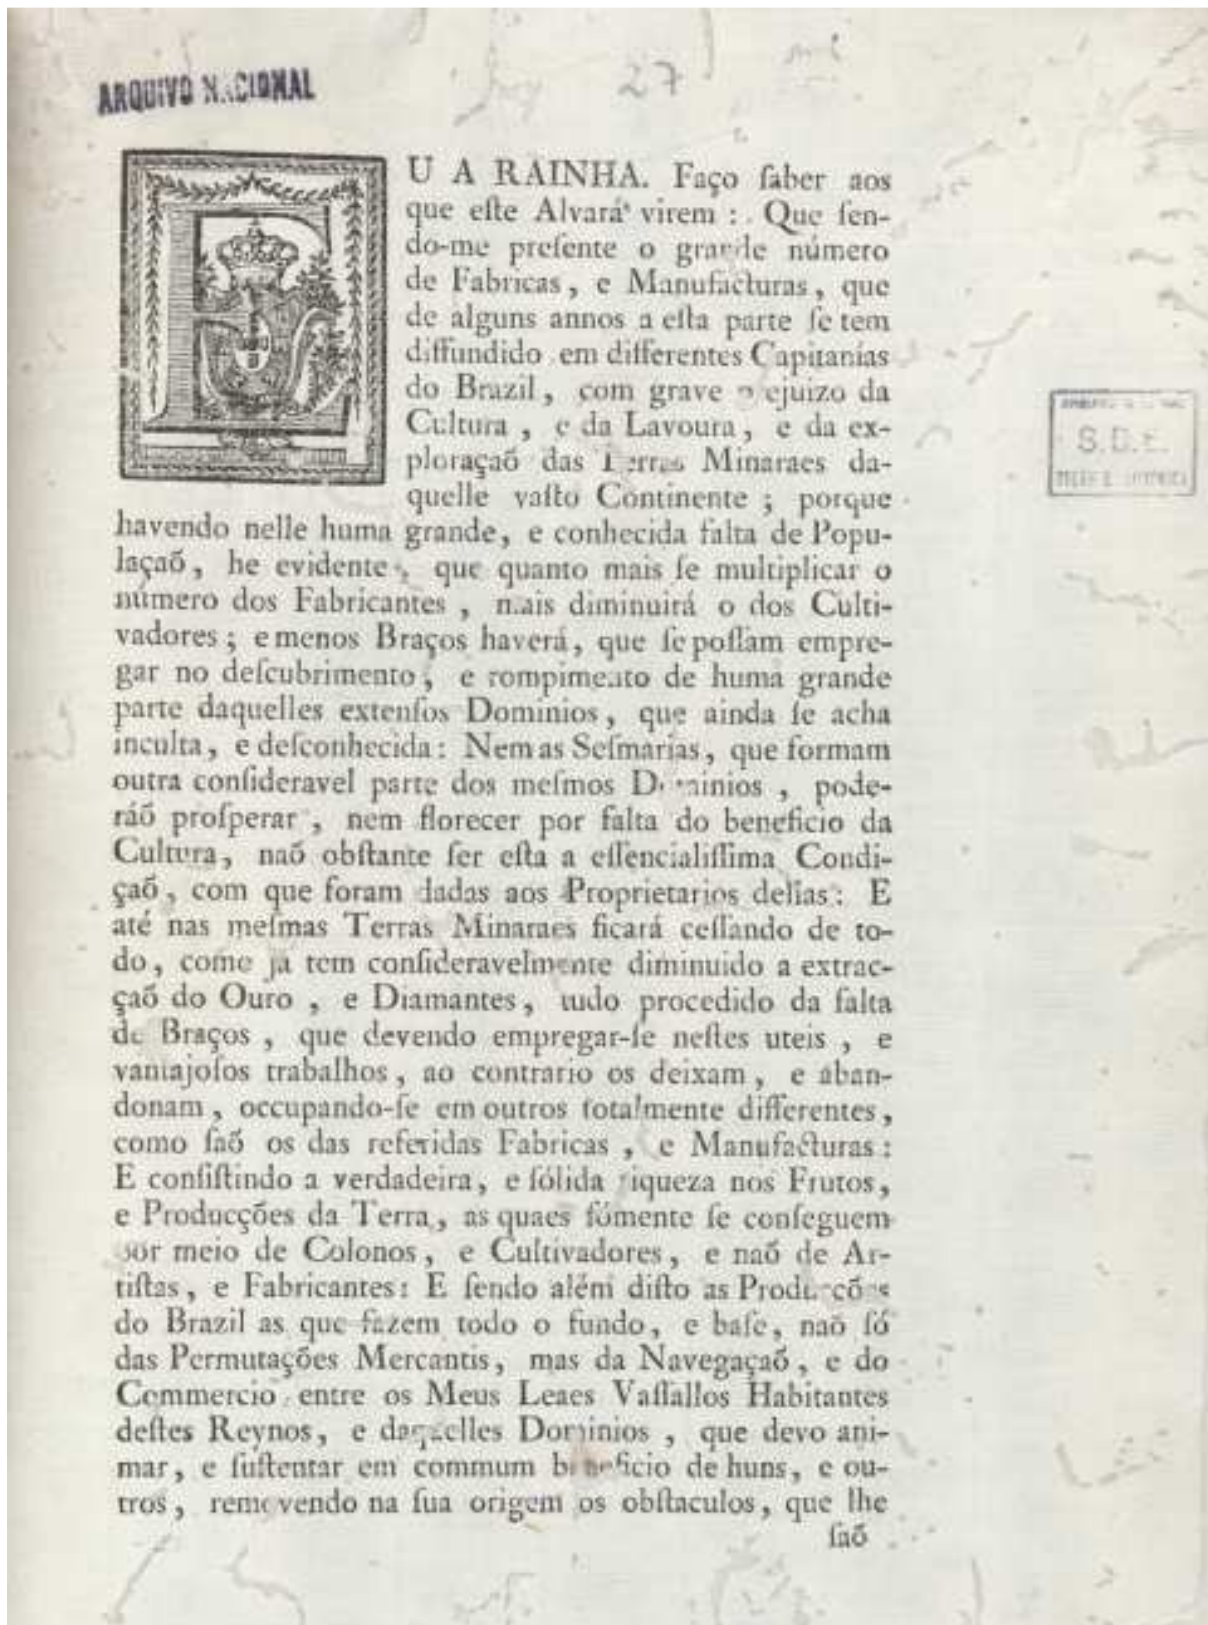 27
ARQUIVO NACIONAL
EU A RAINHA. Faço ſaber aos
que eſte Alvará virem : Que ſen-
do-me preſente o grande número
de Fabricas, e Manufacturas, que
de alguns annos a eſta parte ſe tem
diffundido em differentes Capitanías
do Brazil, com grave prejuizo da
Cultura, e da Lavoura, e da ex-
ploraçaõ das Terras Minaraes da-
quelle vaſto Continente ; porque
havendo nelle huma grande, e conhecida falta de Popu-
laçaõ, he evidente, que quanto mais ſe multiplicar o
número dos Fabricantes, mais diminuirá o dos Culti-
vadores; e menos Braços haverá, que ſe poſſam empre-
gar no deſcubrimento, e rompimento de huma grande
parte daquelles extenſos Dominios, que ainda ſe acha
inculta, e deſconhecida: Nem as Seſmarías, que formam
outra conſideravel parte dos meſmos Dominios, pode-
ráõ proſperar, nem florecer por falta do beneficio da
Cultura, naõ obſtante ſer eſta a eſſencialiſſima Condi-
çaõ, com que foram dadas aos Proprietarios dellas: E
até nas meſmas Terras Minaraes ficará ceſſando de to-
do, como já tem conſideravelmente diminuido a extrac-
çaõ do Ouro, e Diamantes, tudo procedido da falta
de Braços, que devendo empregar-ſe neſtes uteis, e
vantajoſos trabalhos, ao contrario os deixam, e aban-
donam, occupando-ſe em outros totalmente differentes,
como ſaõ os das referidas Fabricas, e Manufacturas:
E conſiſtindo a verdadeira, e ſólida riqueza nos Frutos,
e Producções da Terra, as quaes ſómente ſe conſeguem
por meio de Colonos, e Cultivadores, e naõ de Ar-
tiſtas, e Fabricantes: E ſendo além diſto as Producções
do Brazil as que fazem todo o fundo, e baſe, naõ ſó
das Permutações Mercantis, mas da Navegaçaõ, e do
Commercio entre os Meus Leaes Vaſſallos Habitantes
deſtes Reynos, e daquelles Dominios, que devo ani-
mar, e ſuſtentar em commum beneficio de huns, e ou-
tros, removendo na ſua origem os obſtaculos, que lhe
ſaõ
S.D.E.